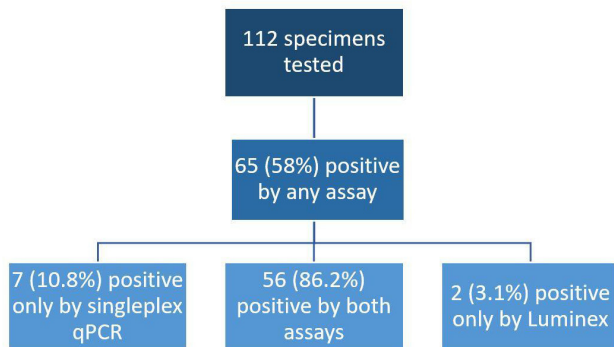 112 specimens
tested
65 (58%) positive
by any assay
7 (10.8%) positive
only by singleplex
qPCR
56 (86.2%)
positive by both
assays
2 (3.1%) positive
only by Luminex